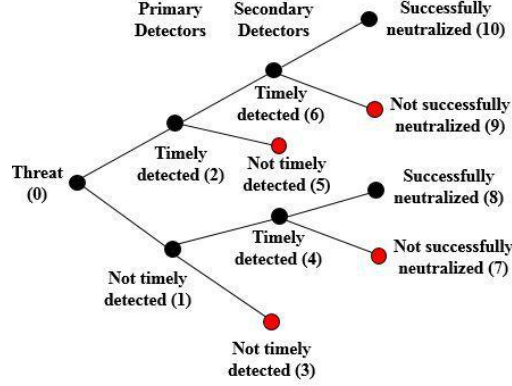 Primary
Detectors
Secondary
Detectors
Successfully
neutralized (10)
Timely
detected (6)
Not successfully
neutralized (9)
Timely
detected (2)
Not timely
detected (5)
Threat
(0)
Successfully
neutralized (8)
Timely
detected (4)
Not successfully
neutralized (7)
Not timely
detected (1)
Not timely
detected (3)